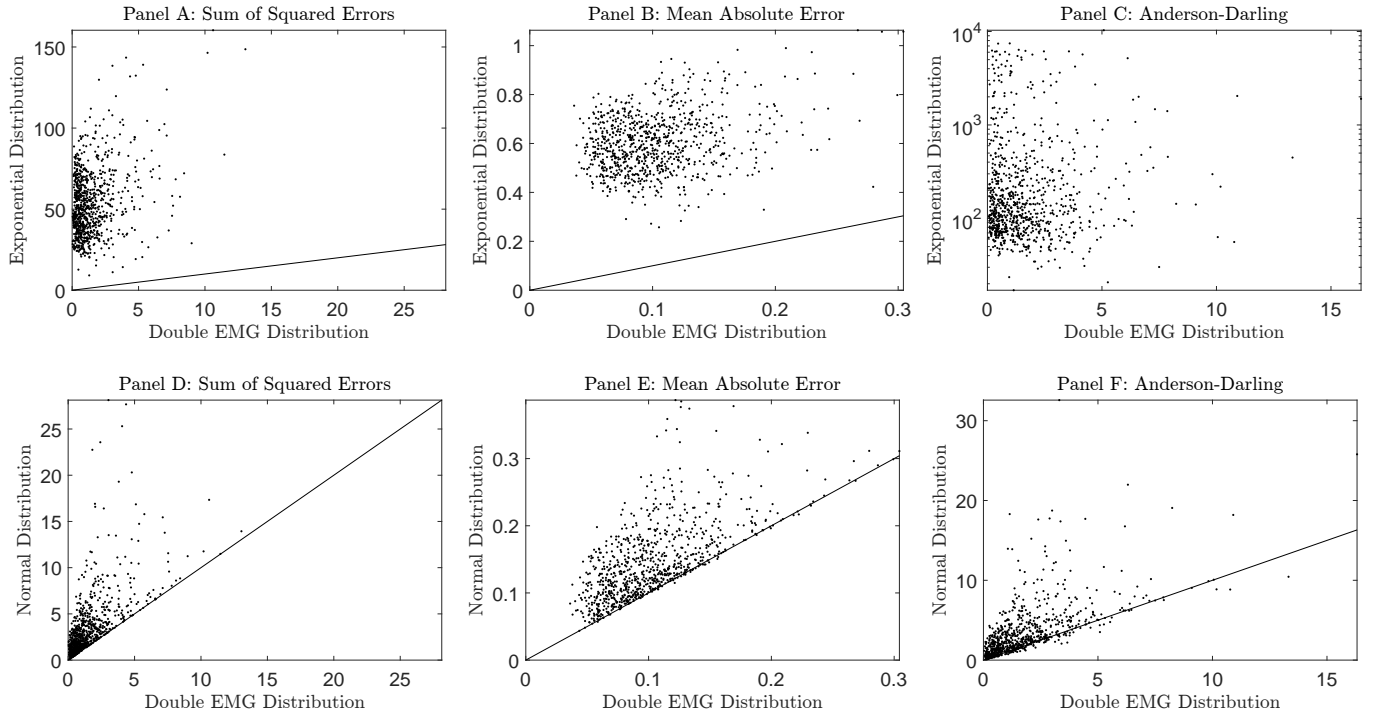 Panel A: Sum of Squared Errors
Panel B: Mean Absolute Error
Panel C: Anderson-Darling
Exponential Distribution
150
100
50
0
0 5 10 15 20 25
Double EMG Distribution
Exponential Distribution
1
0.8
0.6
0.4
0.2
0
0 0.1 0.2 0.3
Double EMG Distribution
Exponential Distribution
10^4
10^3
10^2
0 5 10 15
Double EMG Distribution
Panel D: Sum of Squared Errors
Panel E: Mean Absolute Error
Panel F: Anderson-Darling
Normal Distribution
25
20
15
10
5
0
0 5 10 15 20 25
Double EMG Distribution
Normal Distribution
0.3
0.2
0.1
0
0 0.1 0.2 0.3
Double EMG Distribution
Normal Distribution
30
20
10
0
0 5 10 15
Double EMG Distribution